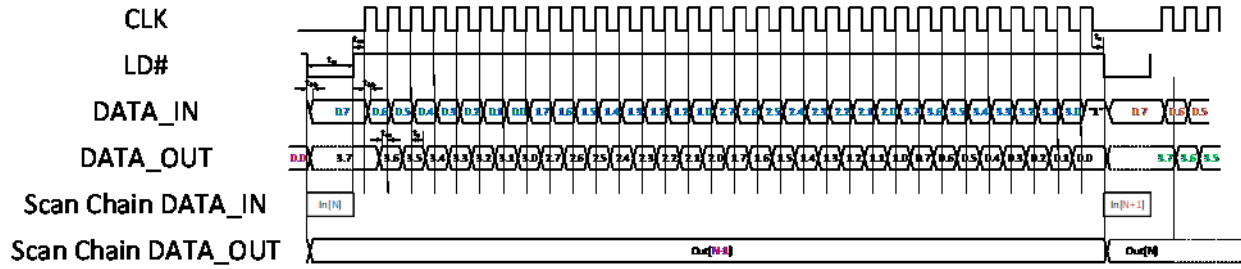 CLK
LD#
DATA_IN 0.7 0.6 0.5 0.4 0.3 0.2 0.1 0.0 1.7 1.6 1.5 1.4 1.3 1.2 1.0 2.7 2.6 2.5 2.4 2.3 2.2 2.1 2.0 3.7 3.6 3.5 3.4 3.3 3.2 3.1 3.0 0.7 0.6 0.5
DATA_OUT 0.0 3.7 3.6 3.5 3.4 3.3 3.2 3.1 3.0 2.7 2.6 2.5 2.4 2.3 2.2 2.1 2.0 1.7 1.6 1.5 1.4 1.3 1.2 1.1 1.0 0.7 0.6 0.5 0.4 0.3 0.2 0.1 0.0 3.7 3.6 3.5
Scan Chain DATA_IN In[N] In[N+1]
Scan Chain DATA_OUT Out[N-1] Out[N]